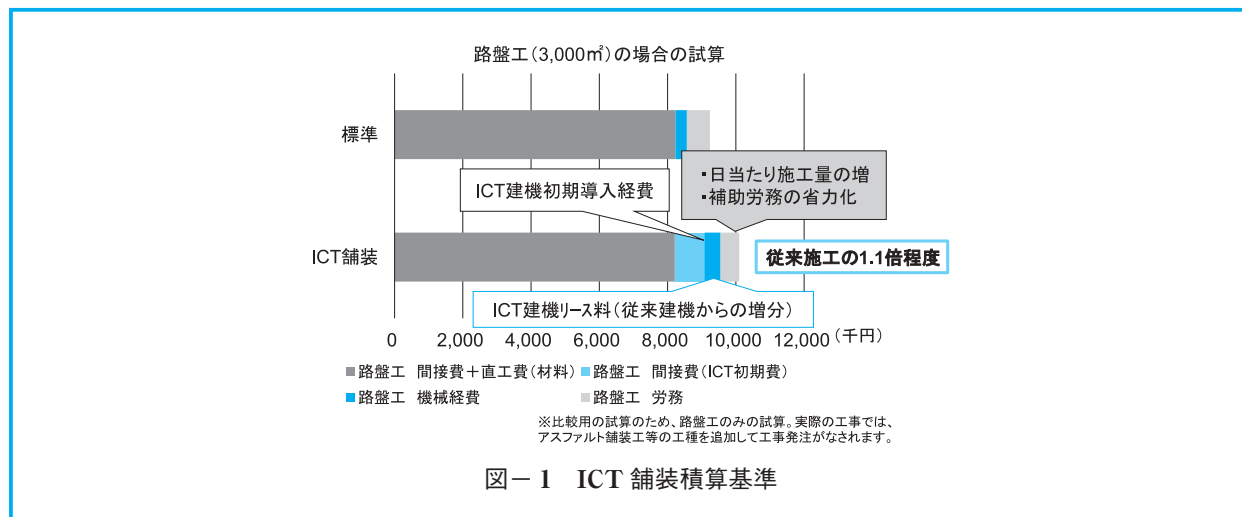 路盤工(3,000㎡)の場合の試算
標準
・日当たり施工量の増
・補助労務の省力化
ICT建機初期導入経費
ICT舗装
従来施工の1.1倍程度
ICT建機リース料(従来建機からの増分)
0 2,000 4,000 6,000 8,000 10,000 12,000 (千円)
路盤工 間接費+直工費(材料) 路盤工 間接費(ICT初期費)
路盤工 機械経費 路盤工 労務
※比較用の試算のため、路盤工のみの試算。実際の工事では、
アスファルト舗装工等の工種を追加して工事発注がなされます。
図－1 ICT 舗装積算基準